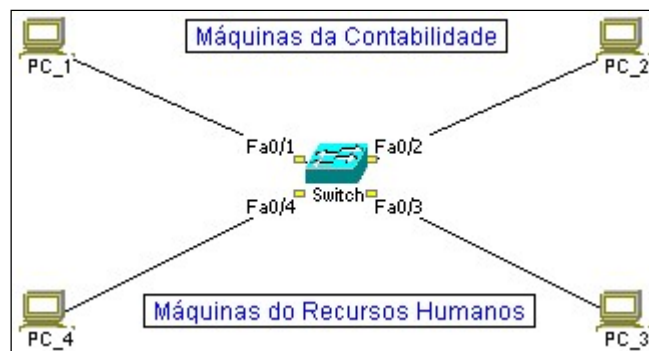 Máquinas da Contabilidade
PC_1
PC_2
Fa0/1
Fa0/2
Switch
Fa0/4
Fa0/3
Máquinas do Recursos Humanos
PC_4
PC_3